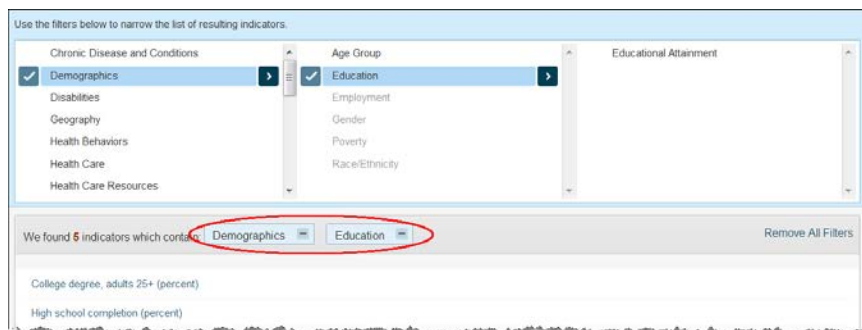 Use the filters below to narrow the list of resulting indicators.
Chronic Disease and Conditions
Demographics
Disabilities
Geography
Health Behaviors
Health Care
Health Care Resources
Age Group
Education
Employment
Gender
Poverty
Race/Ethnicity
Educational Attainment
We found 5 indicators which contain: Demographics Education Remove All Filters
College degree, adults 25+ (percent)
High school completion (percent)